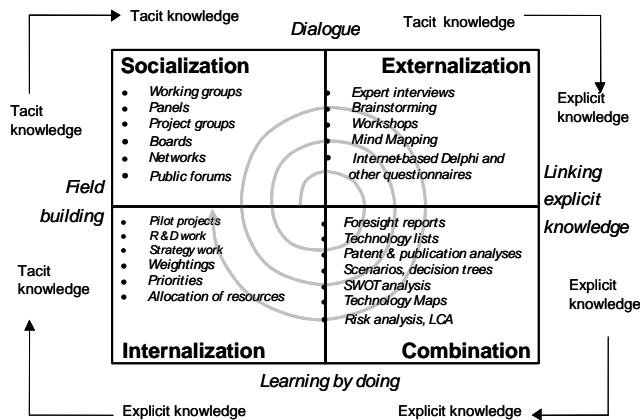 Tacit knowledge
Dialogue
Tacit knowledge
Socialization
Working groups
Panels
Project groups
Boards
Networks
Public forums
Externalization
Expert interviews
Brainstorming
Workshops
Mind Mapping
Internet-based Delphi and
other questionnaires
Tacit
knowledge
Explicit
knowledge
Field
building
Linking
explicit
knowledge
Pilot projects
R & D work
Strategy work
Weightings
Priorities
Allocation of resources
Internalization
Foresight reports
Technology lists
Patent & publication analyses
Scenarios, decision trees
SWOT analysis
Technology Maps
Risk analysis, LCA
Combination
Tacit
knowledge
Explicit
knowledge
Learning by doing
Explicit knowledge
Explicit knowledge